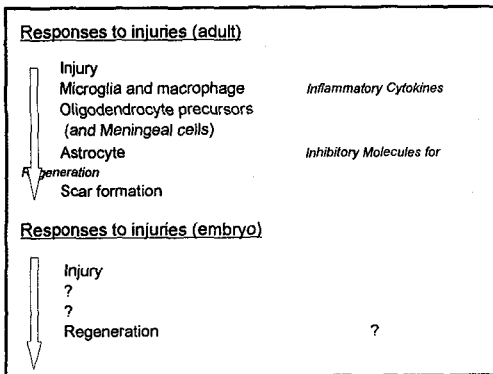 Responses to injuries (adult)
Injury
Microglia and macrophage Inflammatory Cytokines
Oligodendrocyte precursors
(and Meningeal cells)
Astrocyte Inhibitory Molecules for
Regeneration
Scar formation
Responses to injuries (embryo)
Injury
?
?
Regeneration ?